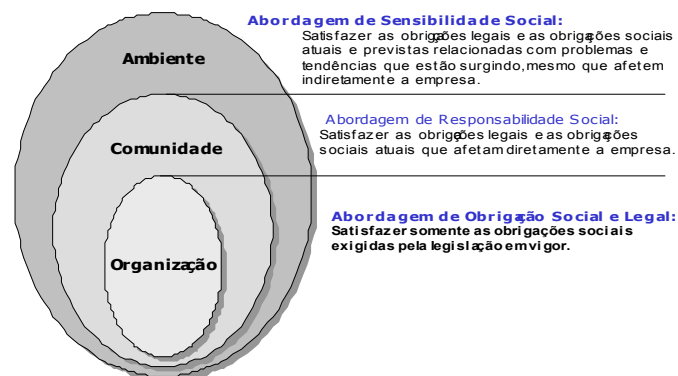 Abordagem de Sensibilidade Social:
Satisfazer as obrigações legais e as obrigações sociais
atuais e previstas relacionadas com problemas e
tendências que estão surgindo, mesmo que afetem
indiretamente a empresa.
Ambiente
Abordagem de Responsabilidade Social:
Satisfazer as obrigações legais e as obrigações
sociais atuais que afetam diretamente a empresa.
Comunidade
Abordagem de Obrigação Social e Legal:
Satisfazer somente as obrigações sociais
exigidas pela legislação em vigor.
Organização